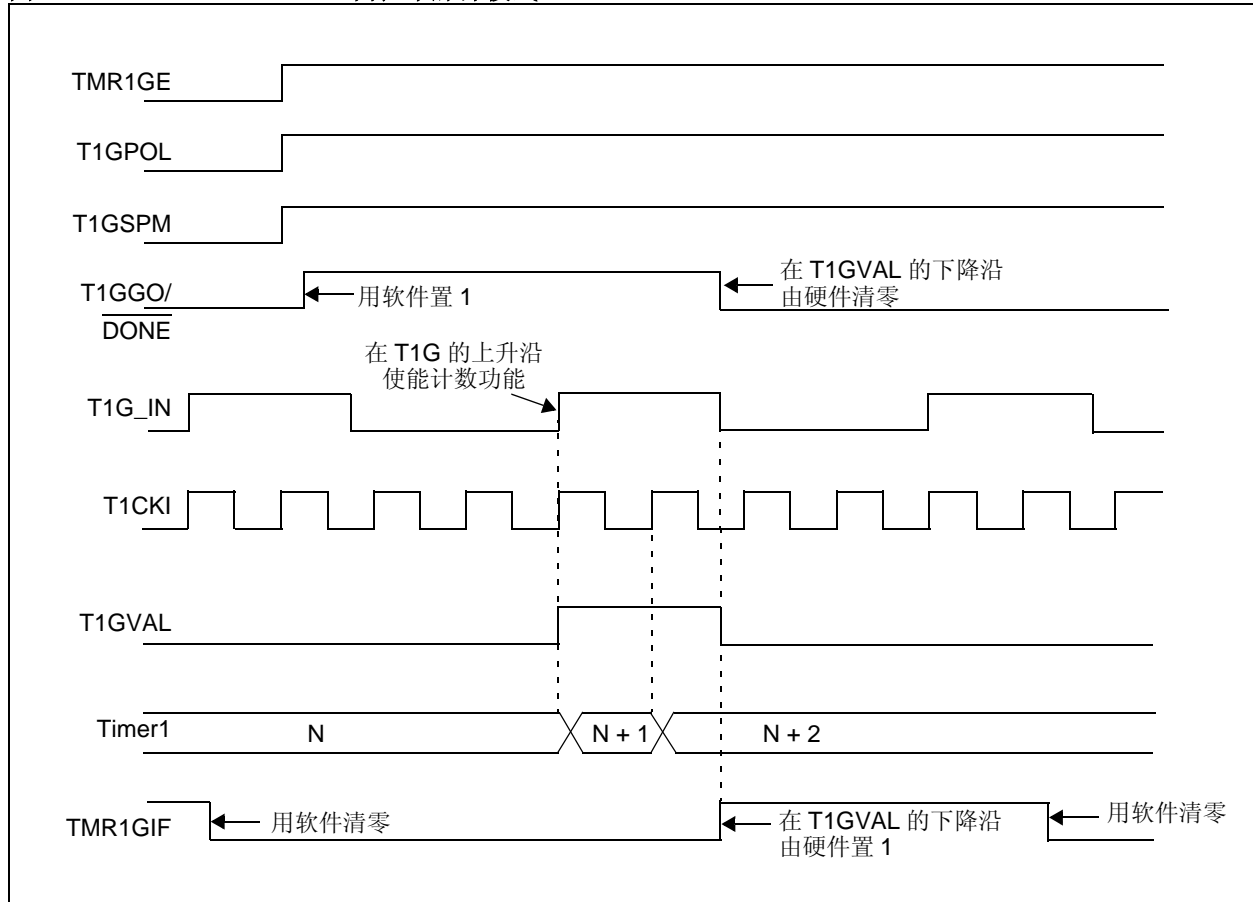 TMR1GE
T1GPOL
T1GSPM
T1GGO/
DONE
用软件置 1
在 T1GVAL 的下降沿
由硬件清零
在 T1G 的上升沿
使能计数功能
T1G_IN
T1CKI
T1GVAL
Timer1
N
N + 1
N + 2
TMR1GIF
用软件清零
在 T1GVAL 的下降沿
由硬件置 1
用软件清零